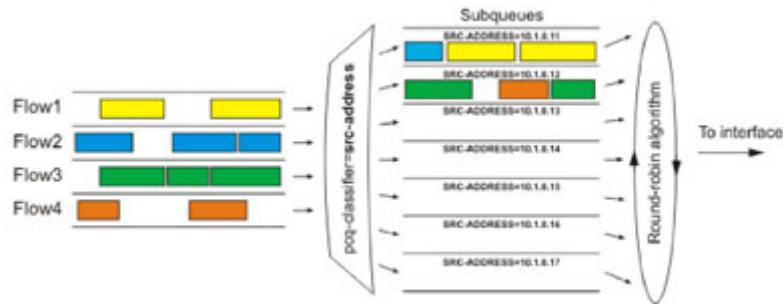 Subqueues
SRC-ADDRESS=10.1.0.11
SRC-ADDRESS=10.1.0.12
SRC-ADDRESS=10.1.0.13
SRC-ADDRESS=10.1.0.14
SRC-ADDRESS=10.1.0.15
SRC-ADDRESS=10.1.0.16
SRC-ADDRESS=10.1.0.17
Flow1
Flow2
Flow3
Flow4
pcq-classifier=src-address
Round-robin algorithm
To interface